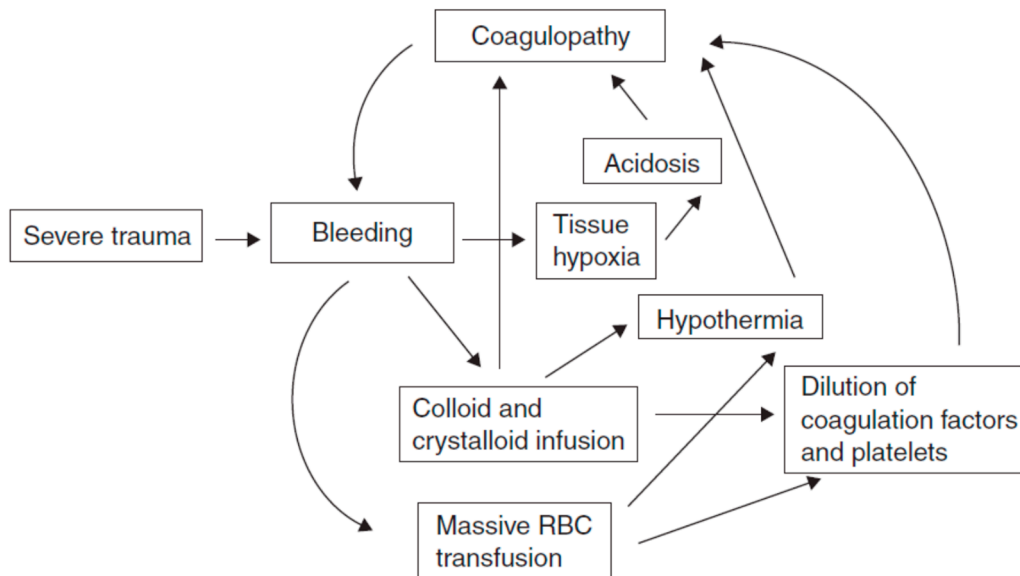 Coagulopathy
Acidosis
Severe trauma
Bleeding
Tissue
hypoxia
Hypothermia
Colloid and
crystalloid infusion
Dilution of
coagulation factors
and platelets
Massive RBC
transfusion